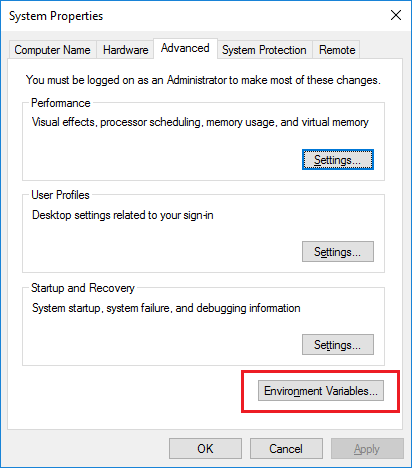 System Properties
Computer Name Hardware Advanced System Protection Remote
You must be logged on as an Administrator to make most of these changes.
Performance
Visual effects, processor scheduling, memory usage, and virtual memory
Settings...
User Profiles
Desktop settings related to your sign-in
Settings...
Startup and Recovery
System startup, system failure, and debugging information
Settings...
Environment Variables...
OK Cancel Apply